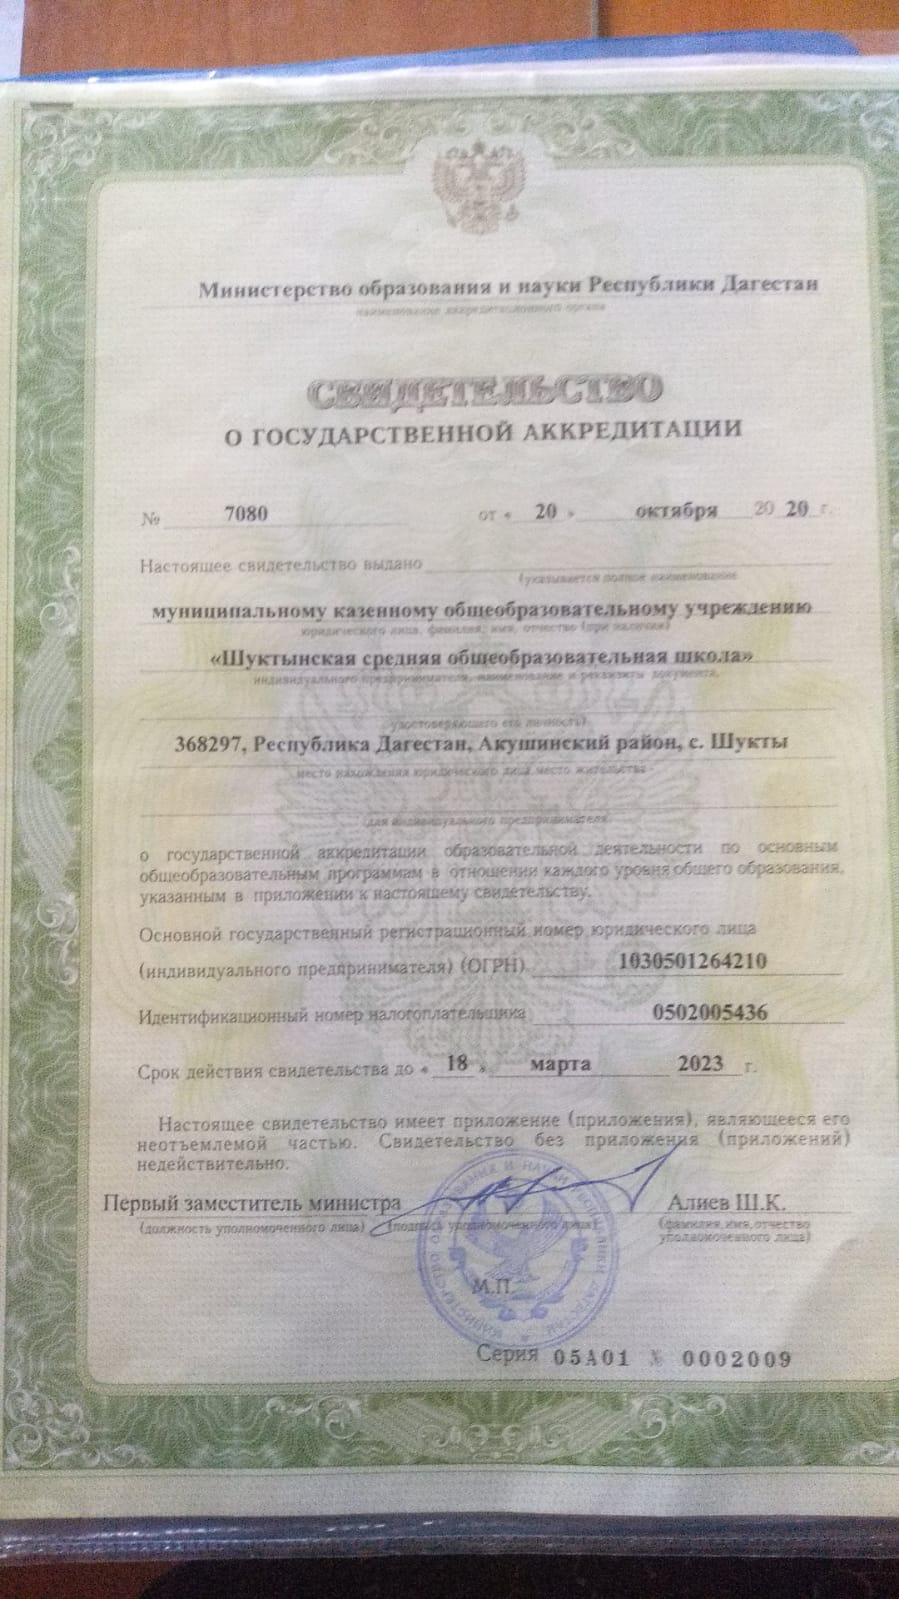 Министерство образования и науки Республики Дагестан
наименование аккредитационного органа
СВИДЕТЕЛЬСТВО
О ГОСУДАРСТВЕННОЙ АККРЕДИТАЦИИ
№ 7080 от « 20 » октября 20 20 г.
Настоящее свидетельство выдано
(указывается полное наименование
муниципальному казенному общеобразовательному учреждению
юридического лица, фамилия, имя, отчество (при наличии)
«Шуктынская средняя общеобразовательная школа»
индивидуального предпринимателя, наименование и реквизиты документа,
удостоверяющего его личность)
368297, Республика Дагестан, Акушинский район, с. Шукты
место нахождения юридического лица, место жительства -
для индивидуального предпринимателя
о государственной аккредитации образовательной деятельности по основным
общеобразовательным программам в отношении каждого уровня общего образования,
указанным в приложении к настоящему свидетельству.
Основной государственный регистрационный номер юридического лица
(индивидуального предпринимателя) (ОГРН) 1030501264210
Идентификационный номер налогоплательщика 0502005436
Срок действия свидетельства до « 18 » марта 2023 г.
Настоящее свидетельство имеет приложение (приложения), являющееся его
неотъемлемой частью. Свидетельство без приложения (приложений)
недействительно.
Первый заместитель министра Алиев Ш.К.
(должность уполномоченного лица) (подпись уполномоченного лица) (фамилия, имя, отчество
уполномоченного лица)
М.П.
Серия 05А01 № 0002009